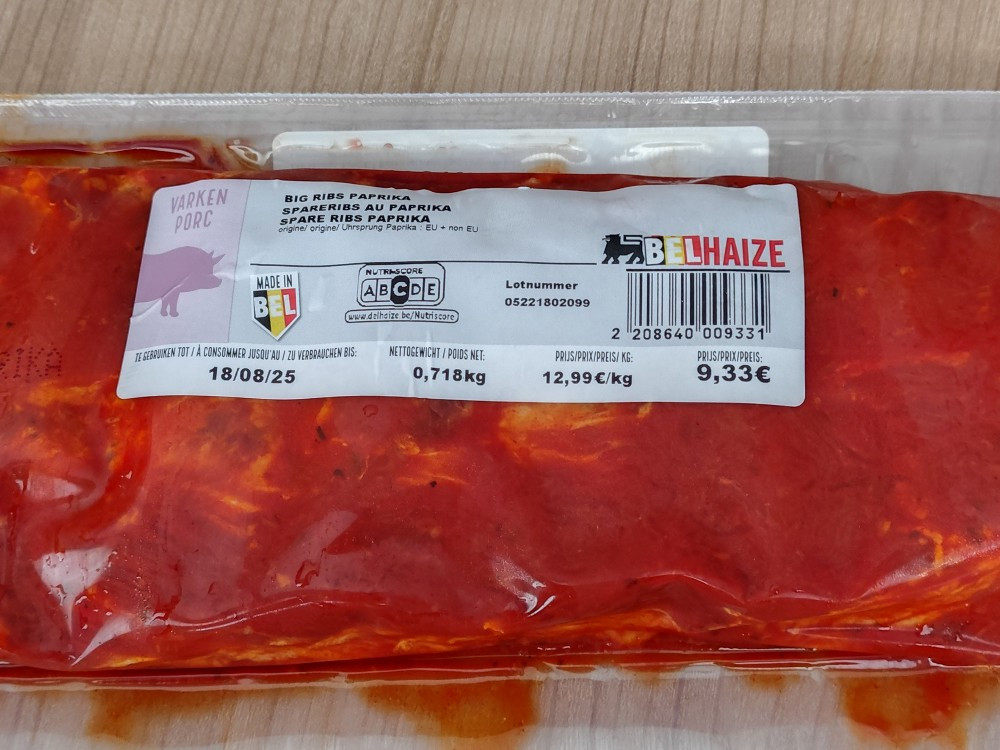 VARKEN
PORC
BIG RIBS PAPRIKA
SPARERIBS AU PAPRIKA
SPARE RIBS PAPRIKA
origine/ origine/ Uhrsprung Paprika : EU + non EU
BELHAIZE
MADE IN
BEL
NUTRI-SCORE
ABCDE
www.delhaize.be/Nutriscore
Lotnummer
05221802099
2 208640 009331
TE GEBRUIKEN TOT / À CONSOMMER JUSQU'AU / ZU VERBRAUCHEN BIS:
18/08/25
NETTOGEWICHT / POIDS NET:
0,718kg
PRIJS/PRIX/PREIS/ KG:
12,99€/kg
PRIJS/PRIX/PREIS:
9,33€